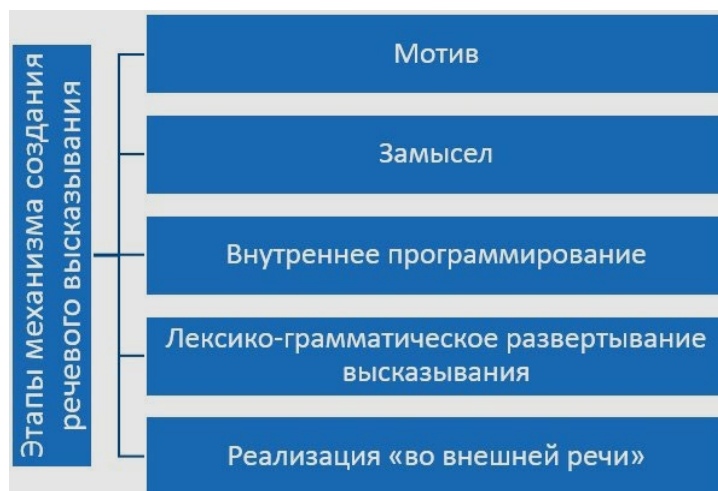 Этапы механизма создания
речевого высказывания
Мотив
Замысел
Внутреннее программирование
Лексико-грамматическое развертывание
высказывания
Реализация «во внешней речи»